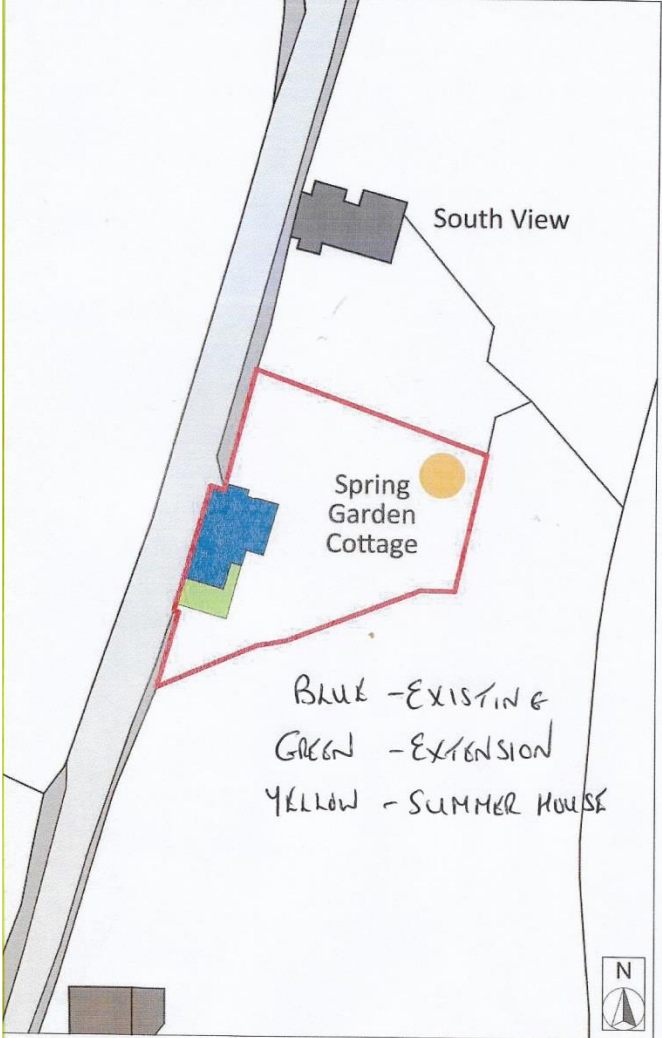 South View
Spring
Garden
Cottage
BLUE - EXISTING
GREEN - EXTENSION
YELLOW - SUMMER HOUSE
N